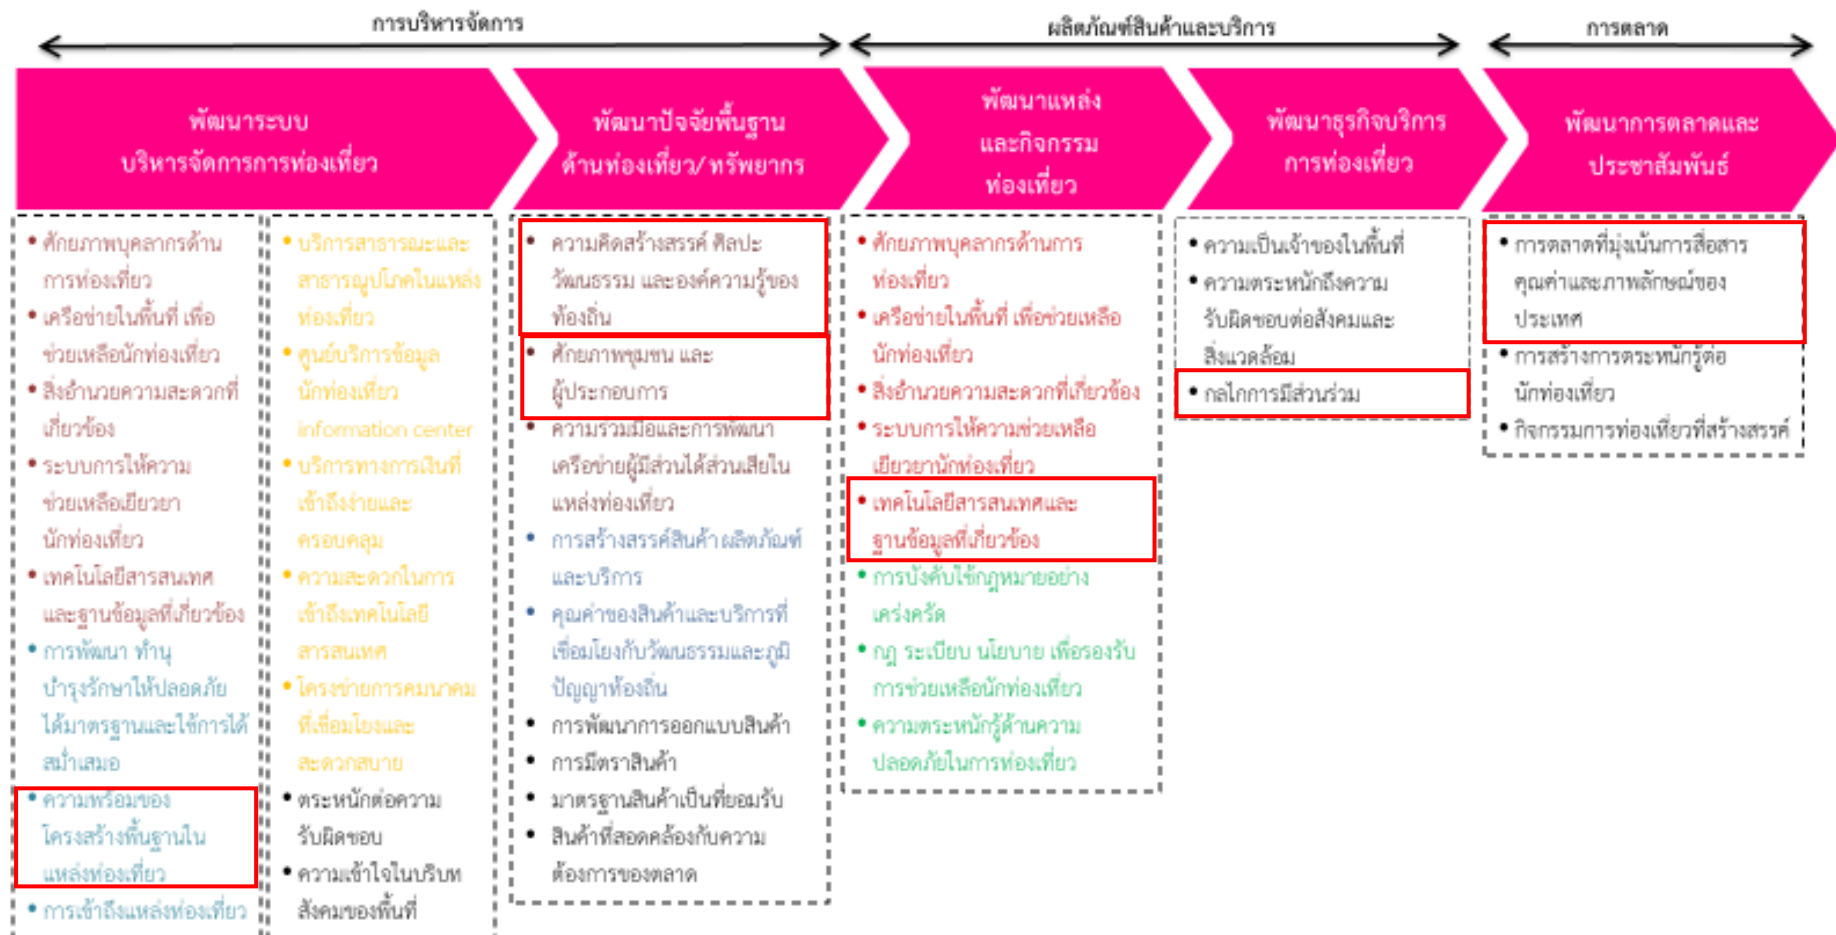 การบริหารจัดการ
ผลิตภัณฑ์สินค้าและบริการ
การตลาด
พัฒนาระบบ
บริหารจัดการการท่องเที่ยว
พัฒนาปัจจัยพื้นฐาน
ด้านท่องเที่ยว/ ทรัพยากร
พัฒนาแหล่ง
และกิจกรรม
ท่องเที่ยว
พัฒนาธุรกิจบริการ
การท่องเที่ยว
พัฒนาการตลาดและ
ประชาสัมพันธ์
• ศักยภาพบุคลากรด้าน
การท่องเที่ยว
• เครือข่ายในพื้นที่ เพื่อ
ช่วยเหลือนักท่องเที่ยว
• สิ่งอำนวยความสะดวกที่
เกี่ยวข้อง
• ระบบการให้ความ
ช่วยเหลือเยียวยา
นักท่องเที่ยว
• เทคโนโลยีสารสนเทศ
และฐานข้อมูลที่เกี่ยวข้อง
• การพัฒนา ทำนุ
บำรุงรักษาให้ปลอดภัย
ได้มาตรฐานและใช้การได้
สม่ำเสมอ
• ความพร้อมของ
โครงสร้างพื้นฐานใน
แหล่งท่องเที่ยว
• การเข้าถึงแหล่งท่องเที่ยว
• บริการสาธารณะและ
สาธารณูปโภคในแหล่ง
ท่องเที่ยว
• ศูนย์บริการข้อมูล
นักท่องเที่ยว
information center
• บริการทางการเงินที่
เข้าถึงง่ายและ
ครอบคลุม
• ความสะดวกในการ
เข้าถึงเทคโนโลยี
สารสนเทศ
• โครงข่ายการคมนาคม
ที่เชื่อมโยงและ
สะดวกสบาย
• ตระหนักต่อความ
รับผิดชอบ
• ความเข้าใจในบริบท
สังคมของพื้นที่
• ความคิดสร้างสรรค์ ศิลปะ
วัฒนธรรม และองค์ความรู้ของ
ท้องถิ่น
• ศักยภาพชุมชน และ
ผู้ประกอบการ
• ความร่วมมือและการพัฒนา
เครือข่ายผู้มีส่วนได้ส่วนเสียใน
แหล่งท่องเที่ยว
• การสร้างสรรค์สินค้า ผลิตภัณฑ์
และบริการ
• คุณค่าของสินค้าและบริการที่
เชื่อมโยงกับวัฒนธรรมและภูมิ
ปัญญาท้องถิ่น
• การพัฒนาการออกแบบสินค้า
• การมีตราสินค้า
• มาตรฐานสินค้าเป็นที่ยอมรับ
• สินค้าที่สอดคล้องกับความ
ต้องการของตลาด
• ศักยภาพบุคลากรด้านการ
ท่องเที่ยว
• เครือข่ายในพื้นที่ เพื่อช่วยเหลือ
นักท่องเที่ยว
• สิ่งอำนวยความสะดวกที่เกี่ยวข้อง
• ระบบการให้ความช่วยเหลือ
เยียวยานักท่องเที่ยว
• เทคโนโลยีสารสนเทศและ
ฐานข้อมูลที่เกี่ยวข้อง
• การบังคับใช้กฎหมายอย่าง
เคร่งครัด
• กฎ ระเบียบ นโยบาย เพื่อรองรับ
การช่วยเหลือนักท่องเที่ยว
• ความตระหนักรู้ด้านความ
ปลอดภัยในการท่องเที่ยว
• ความเป็นเจ้าของในพื้นที่
• ความตระหนักถึงความ
รับผิดชอบต่อสังคมและ
สิ่งแวดล้อม
• กลไกการมีส่วนร่วม
• การตลาดที่มุ่งเน้นการสื่อสาร
คุณค่าและภาพลักษณ์ของ
ประเทศ
• การสร้างการตระหนักรู้ต่อ
นักท่องเที่ยว
• กิจกรรมการท่องเที่ยวที่สร้างสรรค์